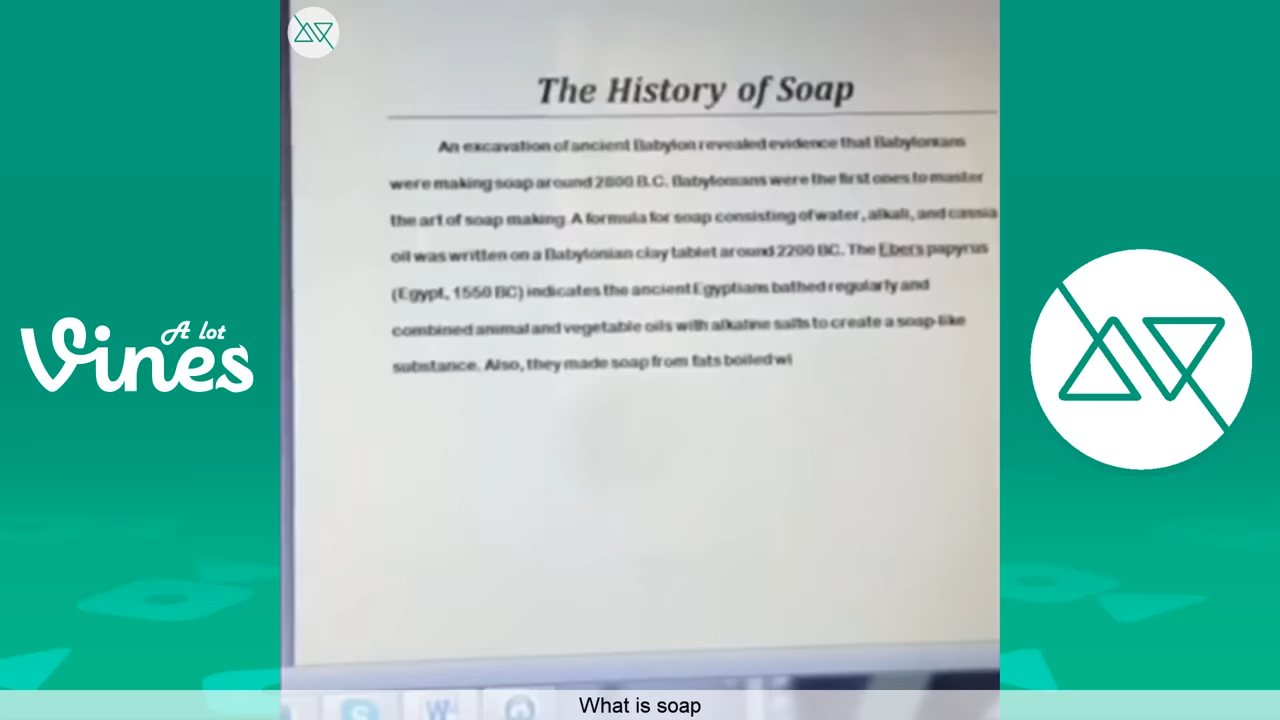 The History of Soap
An excavation of ancient Babylon revealed evidence that Babylonians
were making soap around 2800 B.C. Babylonians were the first ones to master
the art of soap making. A formula for soap consisting of water, alkali, and cassia
oil was written on a Babylonian clay tablet around 2200 BC. The Ebers papyrus
(Egypt, 1550 BC) indicates the ancient Egyptians bathed regularly and
combined animal and vegetable oils with alkaline salts to create a soap-like
substance. Also, they made soap from fats boiled wi
A lot
Vines
What is soap